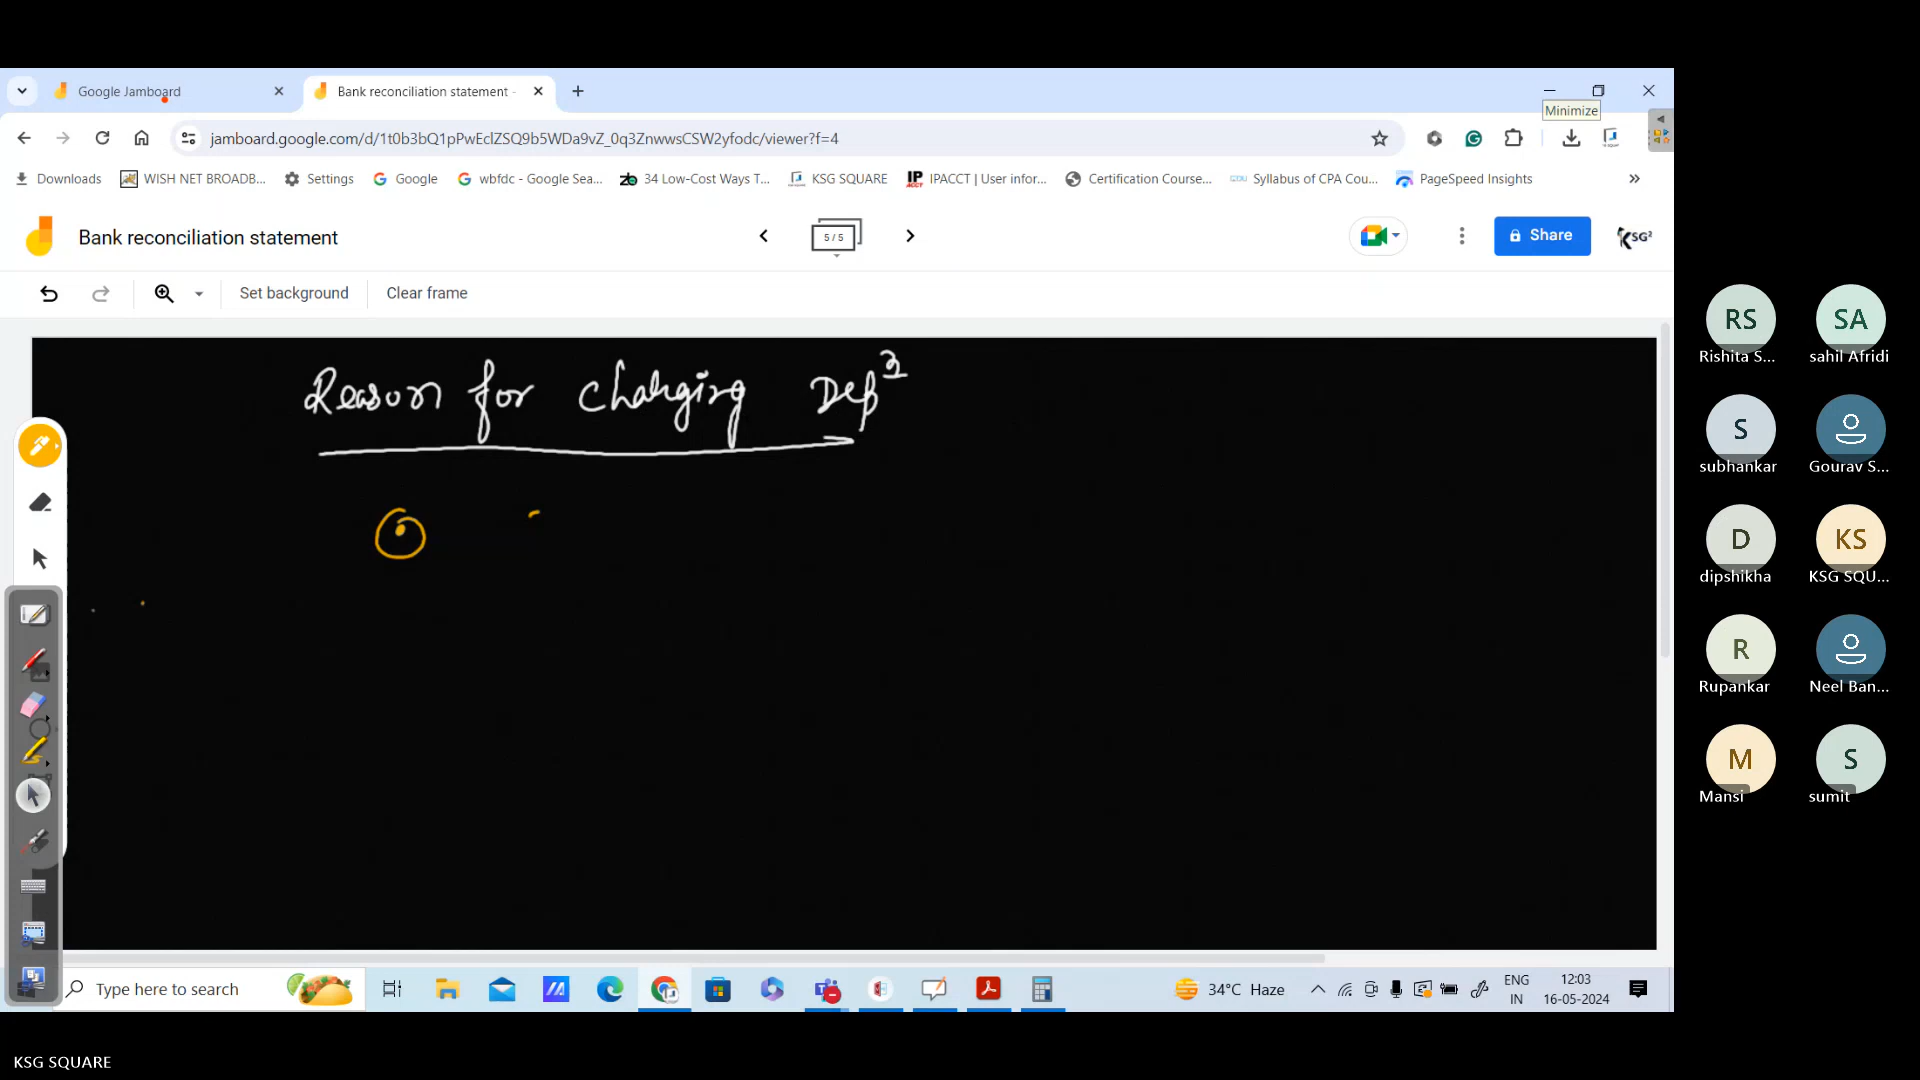 Google Jamboard
Bank reconciliation statement -
Minimize
jamboard.google.com/d/1t0b3bQ1pPwEclZSQ9b5WDa9vZ_0q3ZnwwsCSW2yfodc/viewer?f=4
Downloads WISH NET BROADB... Settings Google wbfdc - Google Sea... 34 Low-Cost Ways T... KSG SQUARE IPACCT | User infor... Certification Course... Syllabus of CPA Cou... PageSpeed Insights
Bank reconciliation statement
5 / 5
Share
KSG²
Set background Clear frame
Reason for Charging Depⁿ
RS SA
Rishita S... sahil Afridi
S
subhankar Gourav S...
D KS
dipshikha KSG SQU...
R
Rupankar Neel Ban...
M S
Mansi sumit
Type here to search
34°C Haze
ENG
IN
12:03
16-05-2024
KSG SQUARE